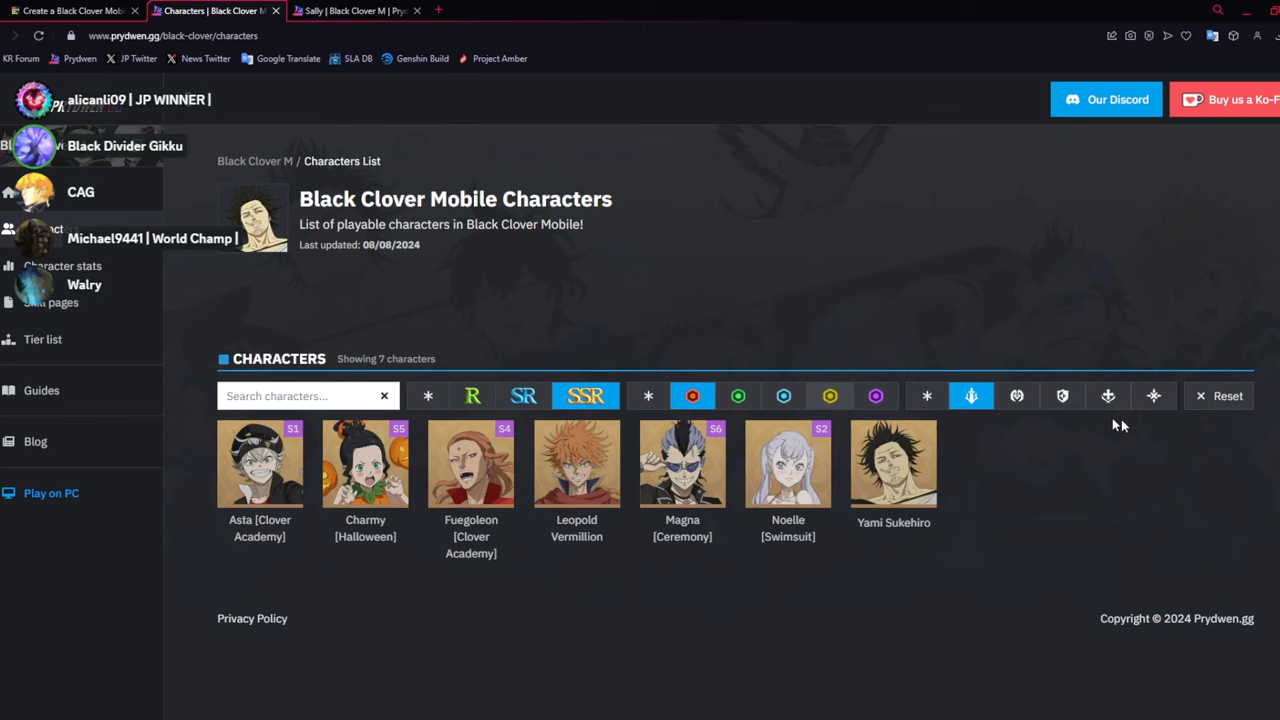 Create a Black Clover Mobi
Characters | Black Clover M
Sally | Black Clover M | Pry
www.prydwen.gg/black-clover/characters
KR Forum
Prydwen
JP Twitter
News Twitter
Google Translate
SLA DB
Genshin Build
Project Amber
alicanli09 | JP WINNER |
Black Divider Gikku
CAG
Michael9441 | World Champ |
Character stats
Walry
Skill pages
Tier list
Guides
Blog
Play on PC
Our Discord
Buy us a Ko-F
Black Clover M / Characters List
Black Clover Mobile Characters
List of playable characters in Black Clover Mobile!
Last updated: 08/08/2024
CHARACTERS Showing 7 characters
Search characters...
R
SR
SSR
Reset
S1
S5
S4
S6
S2
Asta [Clover
Academy]
Charmy
[Halloween]
Fuegoleon
[Clover
Academy]
Leopold
Vermillion
Magna
[Ceremony]
Noelle
[Swimsuit]
Yami Sukehiro
Privacy Policy
Copyright © 2024 Prydwen.gg